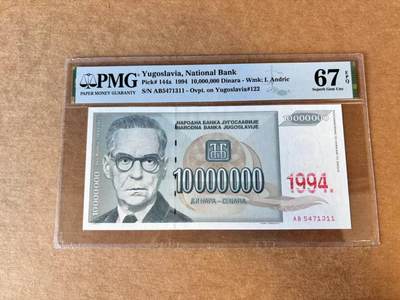 PMG
PAPER MONEY GUARANTY
Yugoslavia, National Bank
Pick# 144a 1994 10,000,000 Dinara - Wmk: I. Andric
S/N AB5471311 - Ovpt. on Yugoslavia#122
67 EPQ
Superb Gem Unc
НАРОДНА БАНКА ЈУГОСЛАВИЈЕ
NARODNA BANKA JUGOSLAVIJE
10000000
10000000
10000000
1994.
ДИНАРА - DINARA
AB 5471311